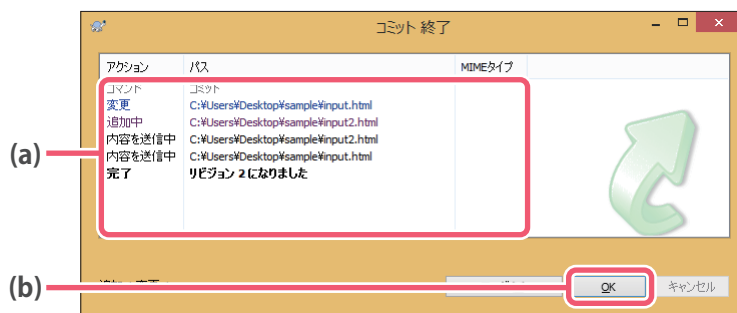 コミット 終了
アクション パス MIMEタイプ
コマンド コミット
変更 C:¥Users¥Desktop¥sample¥input.html
追加中 C:¥Users¥Desktop¥sample¥input2.html
内容を送信中 C:¥Users¥Desktop¥sample¥input2.html
内容を送信中 C:¥Users¥Desktop¥sample¥input.html
完了 リビジョン 2 になりました
(a)
(b)
OK キャンセル